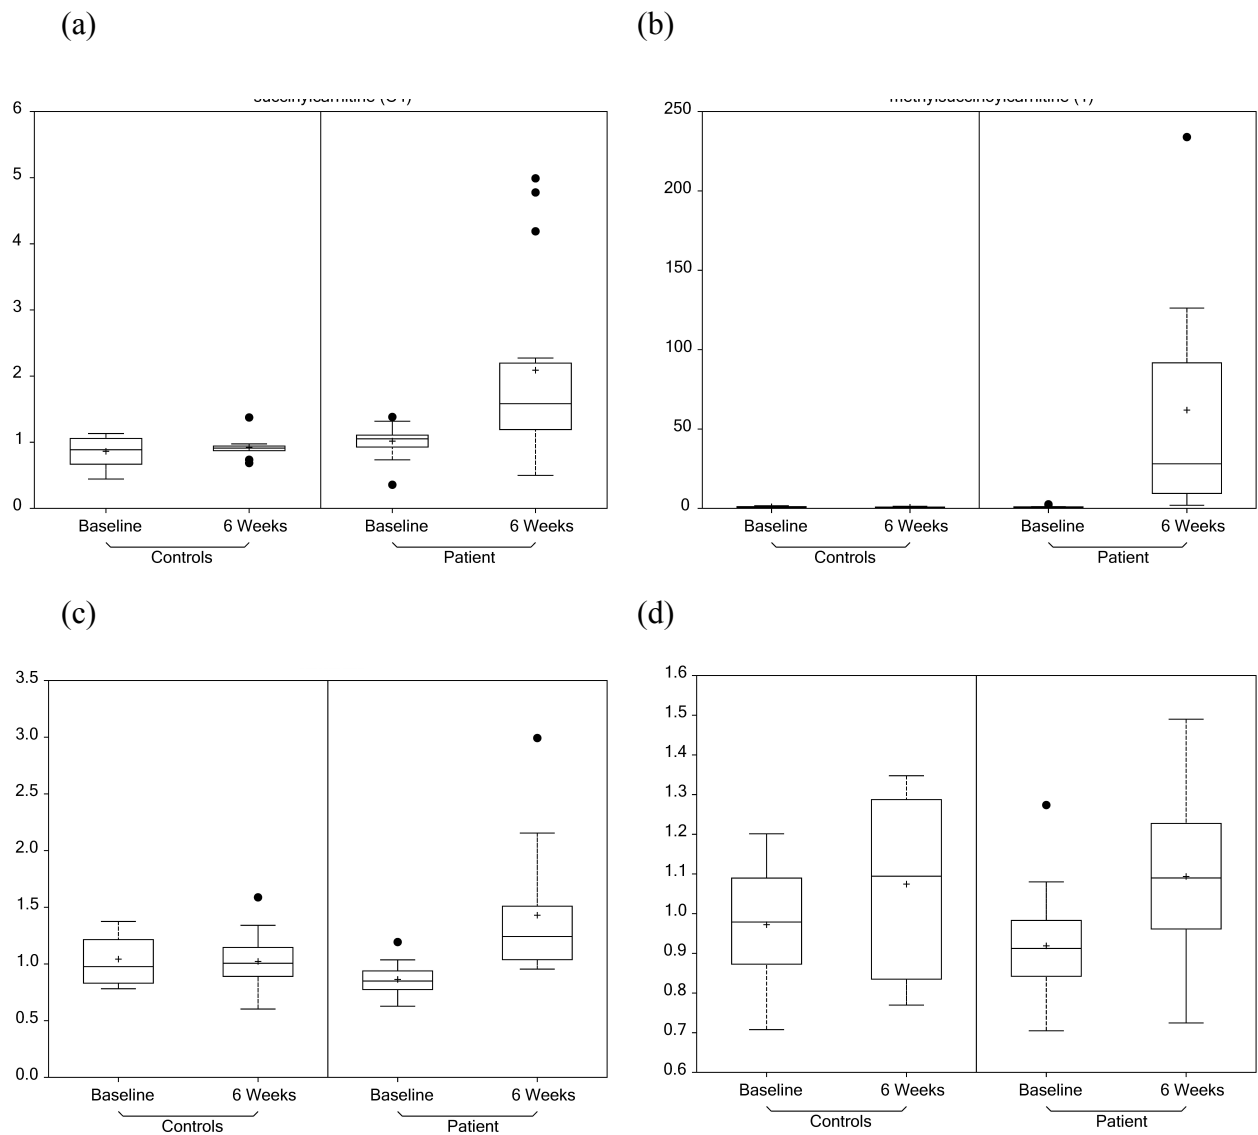 (a) (b)
succinylcarnitine (C4)
6
5
4
3
2
1
0
Baseline 6 Weeks Baseline 6 Weeks
Controls Patient
250
200
150
100
50
0
Baseline 6 Weeks Baseline 6 Weeks
Controls Patient
(c) (d)
3.5
3.0
2.5
2.0
1.5
1.0
0.5
0.0
Baseline 6 Weeks Baseline 6 Weeks
Controls Patient
1.6
1.5
1.4
1.3
1.2
1.1
1.0
0.9
0.8
0.7
0.6
Baseline 6 Weeks Baseline 6 Weeks
Controls Patient